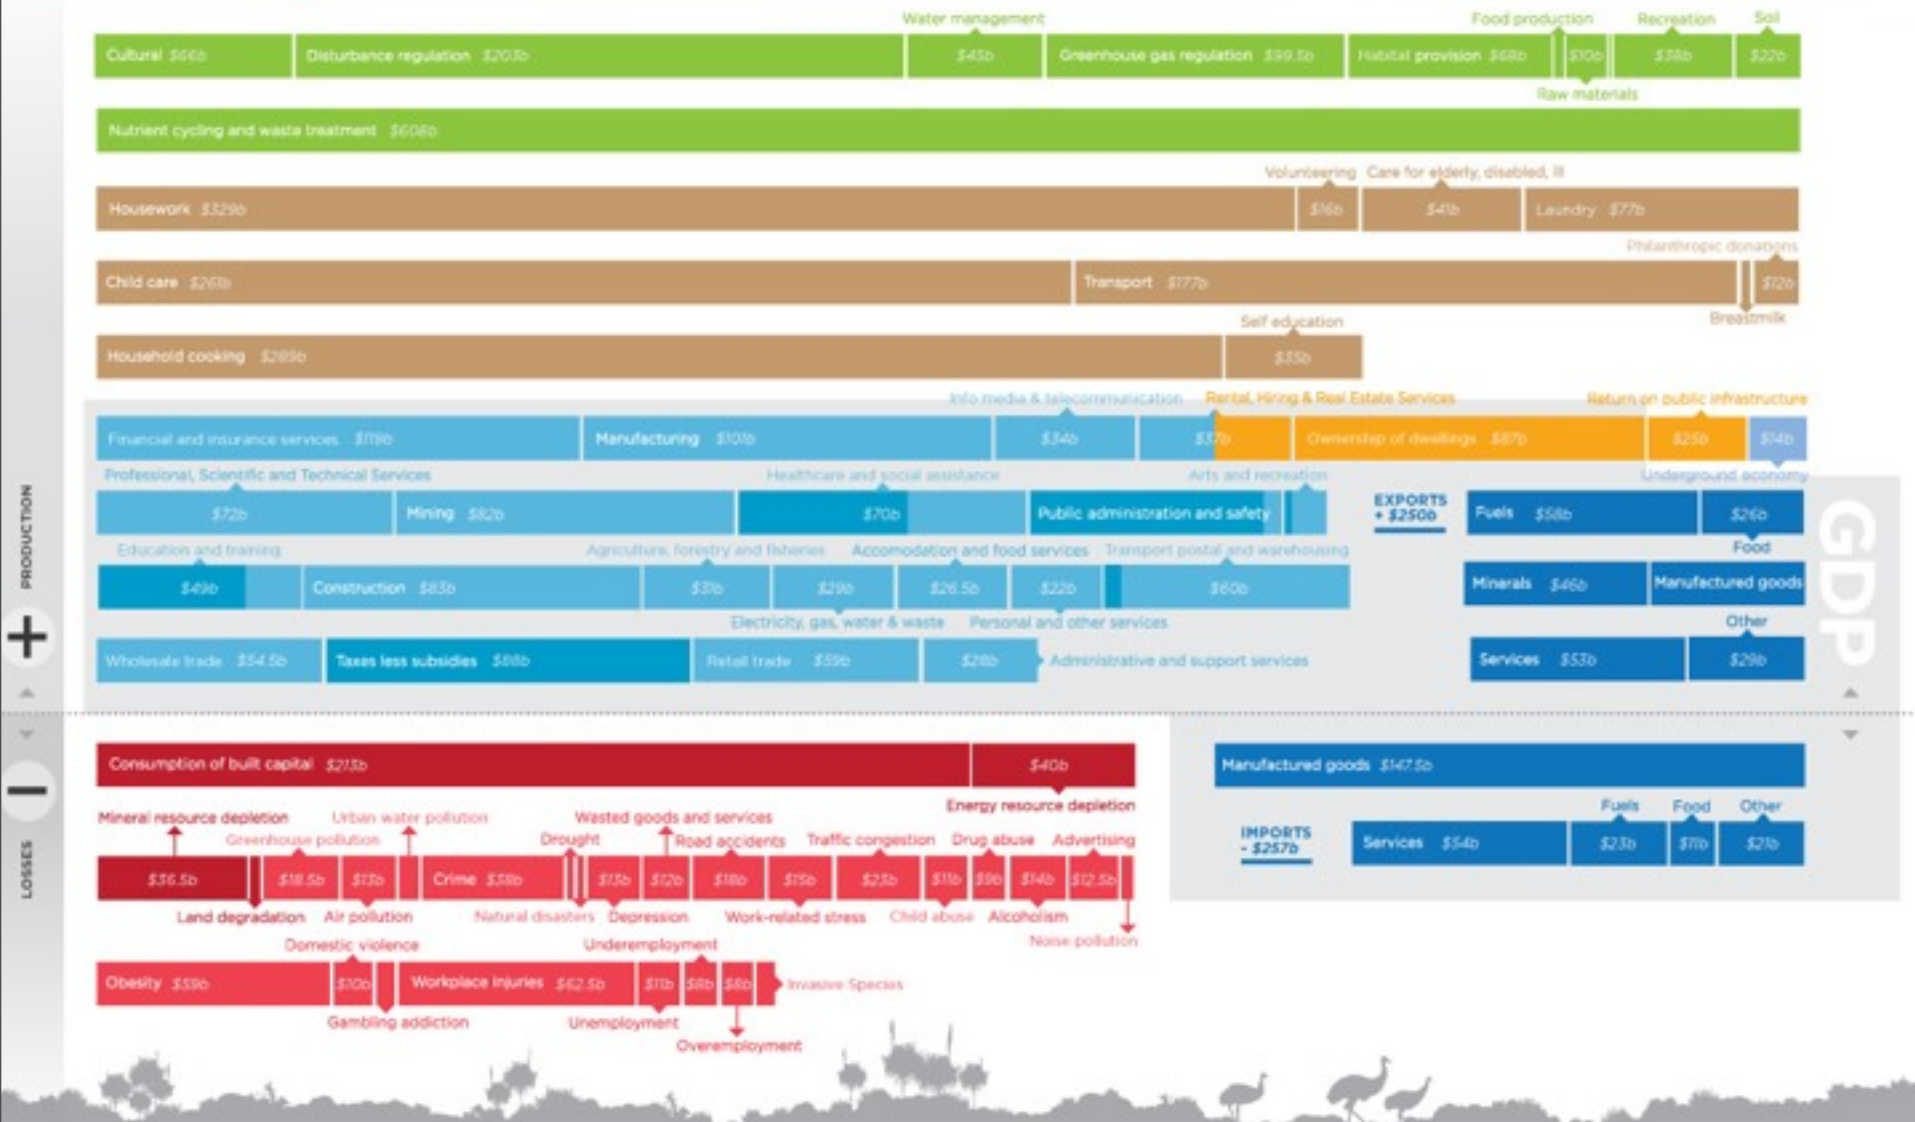 Water management
Food production
Recreation
Soil
Cultural $66b
Disturbance regulation $203b
$45b
Greenhouse gas regulation $99.5b
Habitat provision $68b
$10b
$38b
$22b
Raw materials
Nutrient cycling and waste treatment $608b
Volunteering
Care for elderly, disabled, ill
Housework $329b
$16b
$41b
Laundry $77b
Philanthropic donations
Child care $261b
Transport $177b
$12b
Breastmilk
Self education
Household cooking $289b
$35b
Info media & telecommunication
Rental, Hiring & Real Estate Services
Return on public infrastructure
Financial and insurance services $119b
Manufacturing $101b
$34b
$37b
Ownership of dwellings $87b
$25b
$14b
Underground economy
Professional, Scientific and Technical Services
Healthcare and social assistance
Arts and recreation
$72b
Mining $82b
$70b
Public administration and safety
EXPORTS
+ $250b
Fuels $58b
$26b
Food
Education and training
Agriculture, forestry and fisheries
Accomodation and food services
Transport postal and warehousing
$49b
Construction $83b
$31b
$29b
$26.5b
$22b
$60b
Minerals $46b
Manufactured goods
Electricity, gas, water & waste
Personal and other services
Other
Wholesale trade $54.5b
Taxes less subsidies $88b
Retail trade $59b
$28b
Administrative and support services
Services $53b
$29b
GDP
PRODUCTION
+
−
LOSSES
Consumption of built capital $213b
$40b
Energy resource depletion
Manufactured goods $147.5b
Mineral resource depletion
Urban water pollution
Wasted goods and services
Greenhouse pollution
Drought
Road accidents
Traffic congestion
Drug abuse
Advertising
Fuels
Food
Other
IMPORTS
- $257b
Services $54b
$23b
$11b
$21b
$36.5b
$18.5b
$13b
Crime $38b
$13b
$12b
$18b
$15b
$23b
$11b
$9b
$14b
$12.5b
Land degradation
Air pollution
Natural disasters
Depression
Work-related stress
Child abuse
Alcoholism
Noise pollution
Domestic violence
Underemployment
Obesity $59b
$10b
Workplace injuries $62.5b
$11b
$8b
$8b
Invasive Species
Gambling addiction
Unemployment
Overemployment